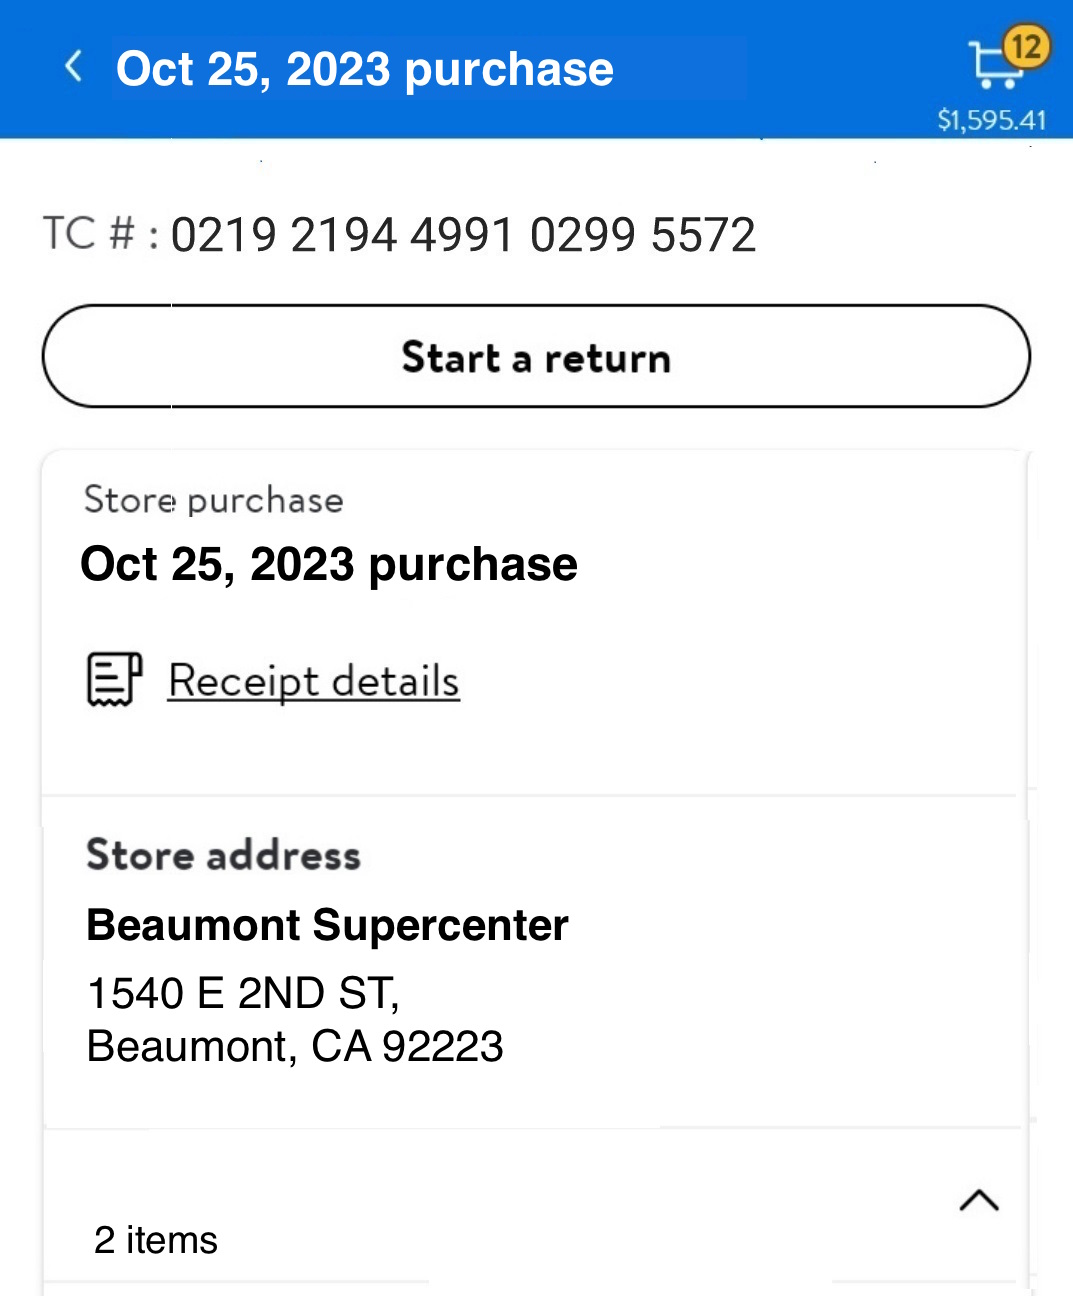 Oct 25, 2023 purchase
12
$1,595.41
TC # : 0219 2194 4991 0299 5572
Start a return
Store purchase
Oct 25, 2023 purchase
Receipt details
Store address
Beaumont Supercenter
1540 E 2ND ST,
Beaumont, CA 92223
2 items